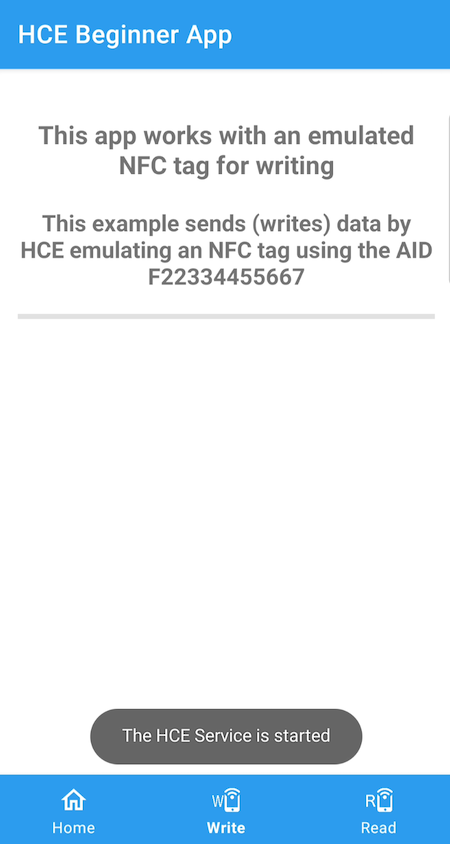 HCE Beginner App
This app works with an emulated
NFC tag for writing
This example sends (writes) data by
HCE emulating an NFC tag using the AID
F22334455667
The HCE Service is started
W
R
Home
Write
Read